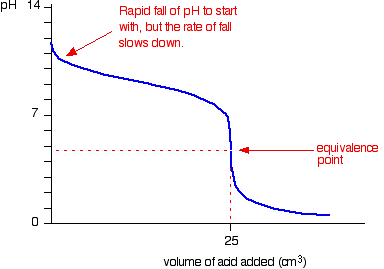 pH
14
Rapid fall of pH to start
with, but the rate of fall
slows down.
7
equivalence
point
0
25
volume of acid added (cm³)